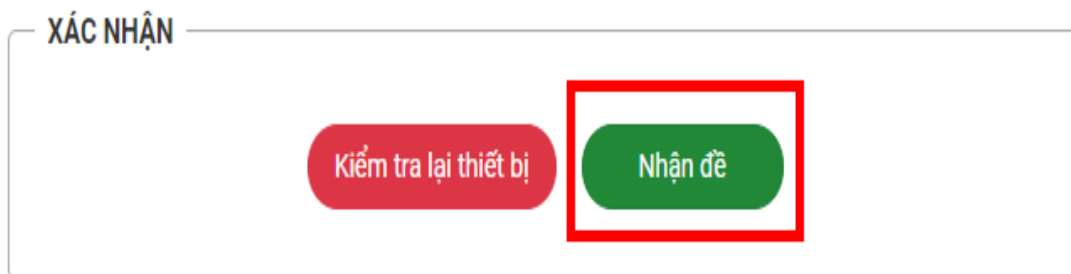 XÁC NHẬN
Kiểm tra lại thiết bị
Nhận đề